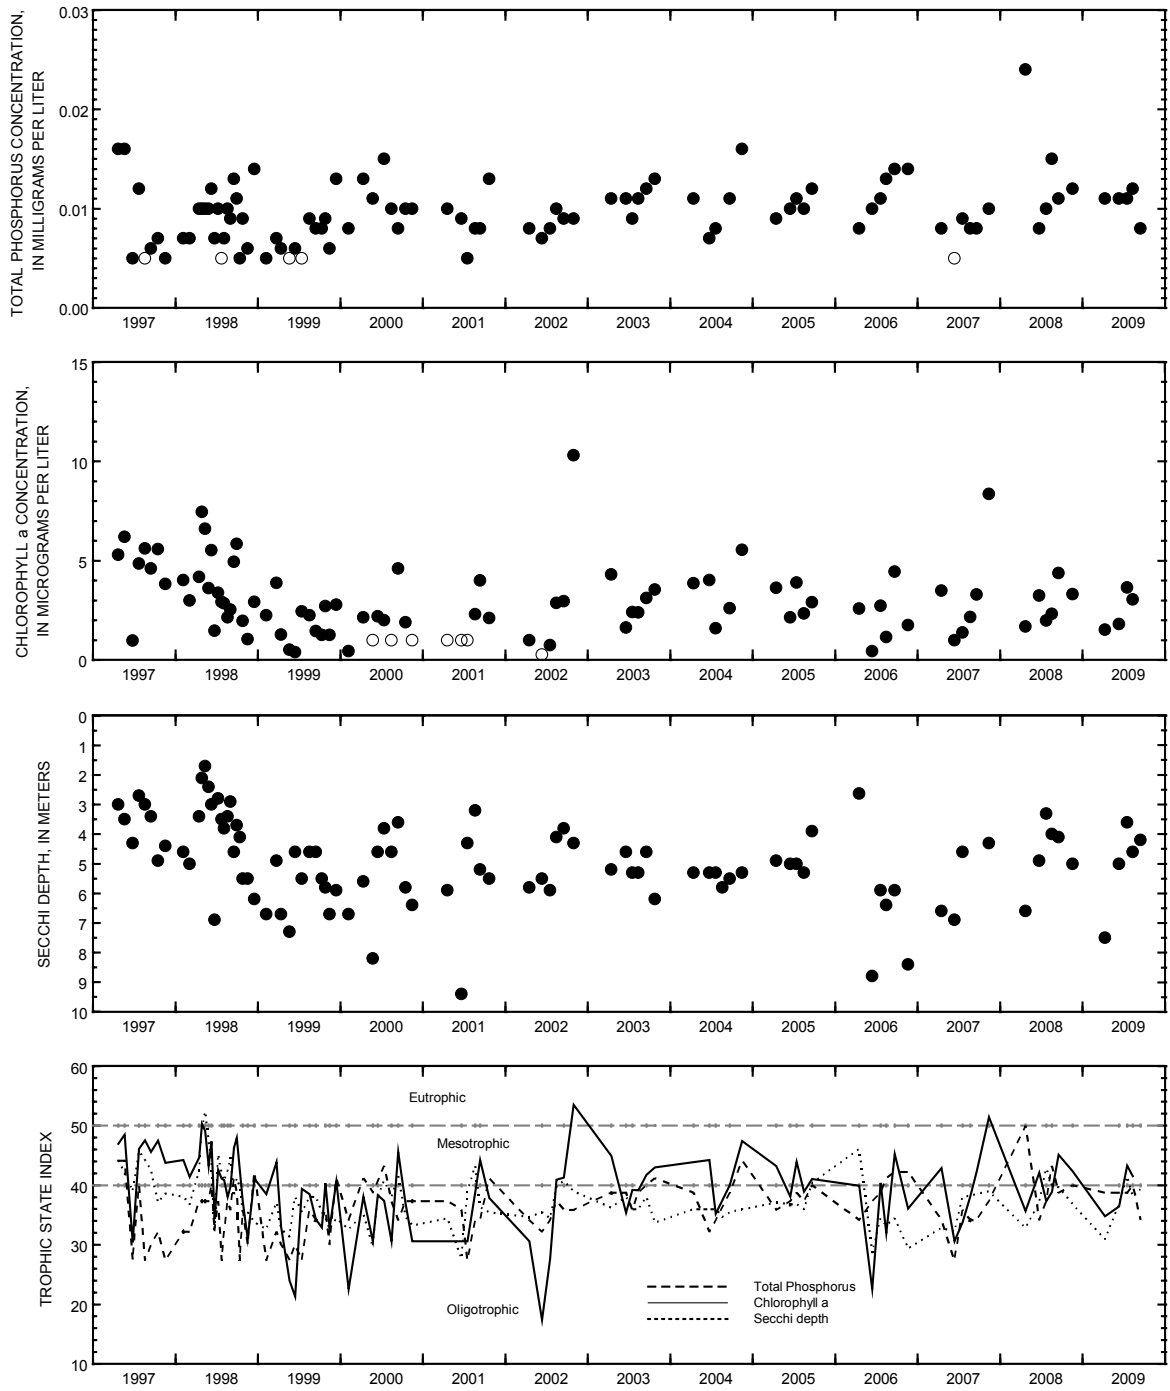 TOTAL PHOSPHORUS CONCENTRATION,
IN MILLIGRAMS PER LITER
0.03
0.02
0.01
0.00
1997 1998 1999 2000 2001 2002 2003 2004 2005 2006 2007 2008 2009
CHLOROPHYLL a CONCENTRATION,
IN MICROGRAMS PER LITER
15
10
5
0
1997 1998 1999 2000 2001 2002 2003 2004 2005 2006 2007 2008 2009
SECCHI DEPTH, IN METERS
0
1
2
3
4
5
6
7
8
9
10
1997 1998 1999 2000 2001 2002 2003 2004 2005 2006 2007 2008 2009
TROPHIC STATE INDEX
60
50
40
30
20
10
Eutrophic
Mesotrophic
Oligotrophic
Total Phosphorus
Chlorophyll a
Secchi depth
1997 1998 1999 2000 2001 2002 2003 2004 2005 2006 2007 2008 2009